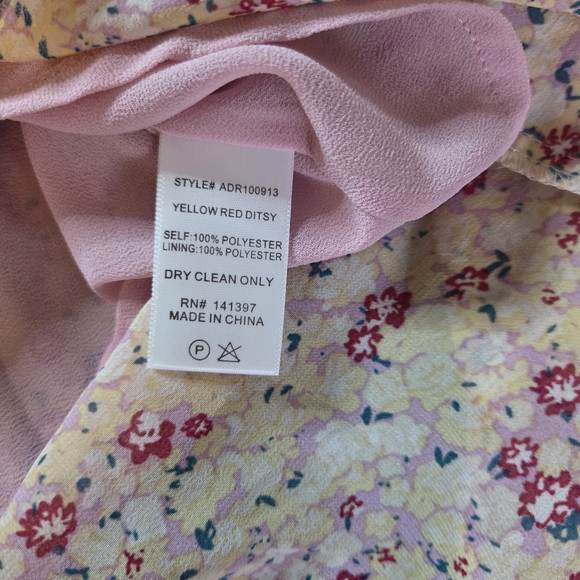 STYLE# ADR100913
YELLOW RED DITSY
SELF:100% POLYESTER
LINING:100% POLYESTER
DRY CLEAN ONLY
RN# 141397
MADE IN CHINA
P